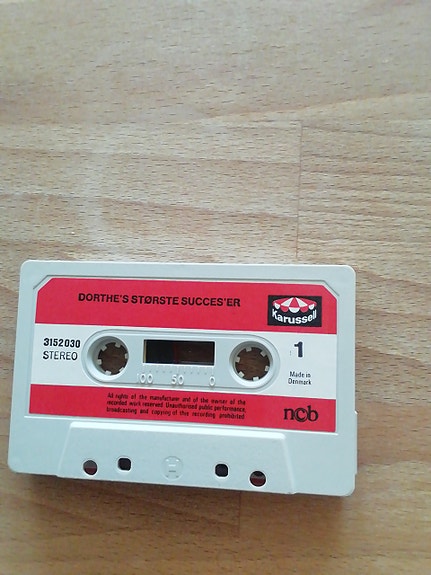 DORTHE'S STØRSTE SUCCES'ER
Karussell
3152030
STEREO
1
100 50 0
Made in
Denmark
All rights of the manufacturer and of the owner of the
recorded work reserved. Unauthorised public performance,
broadcasting and copying of this recording prohibited.
ncb